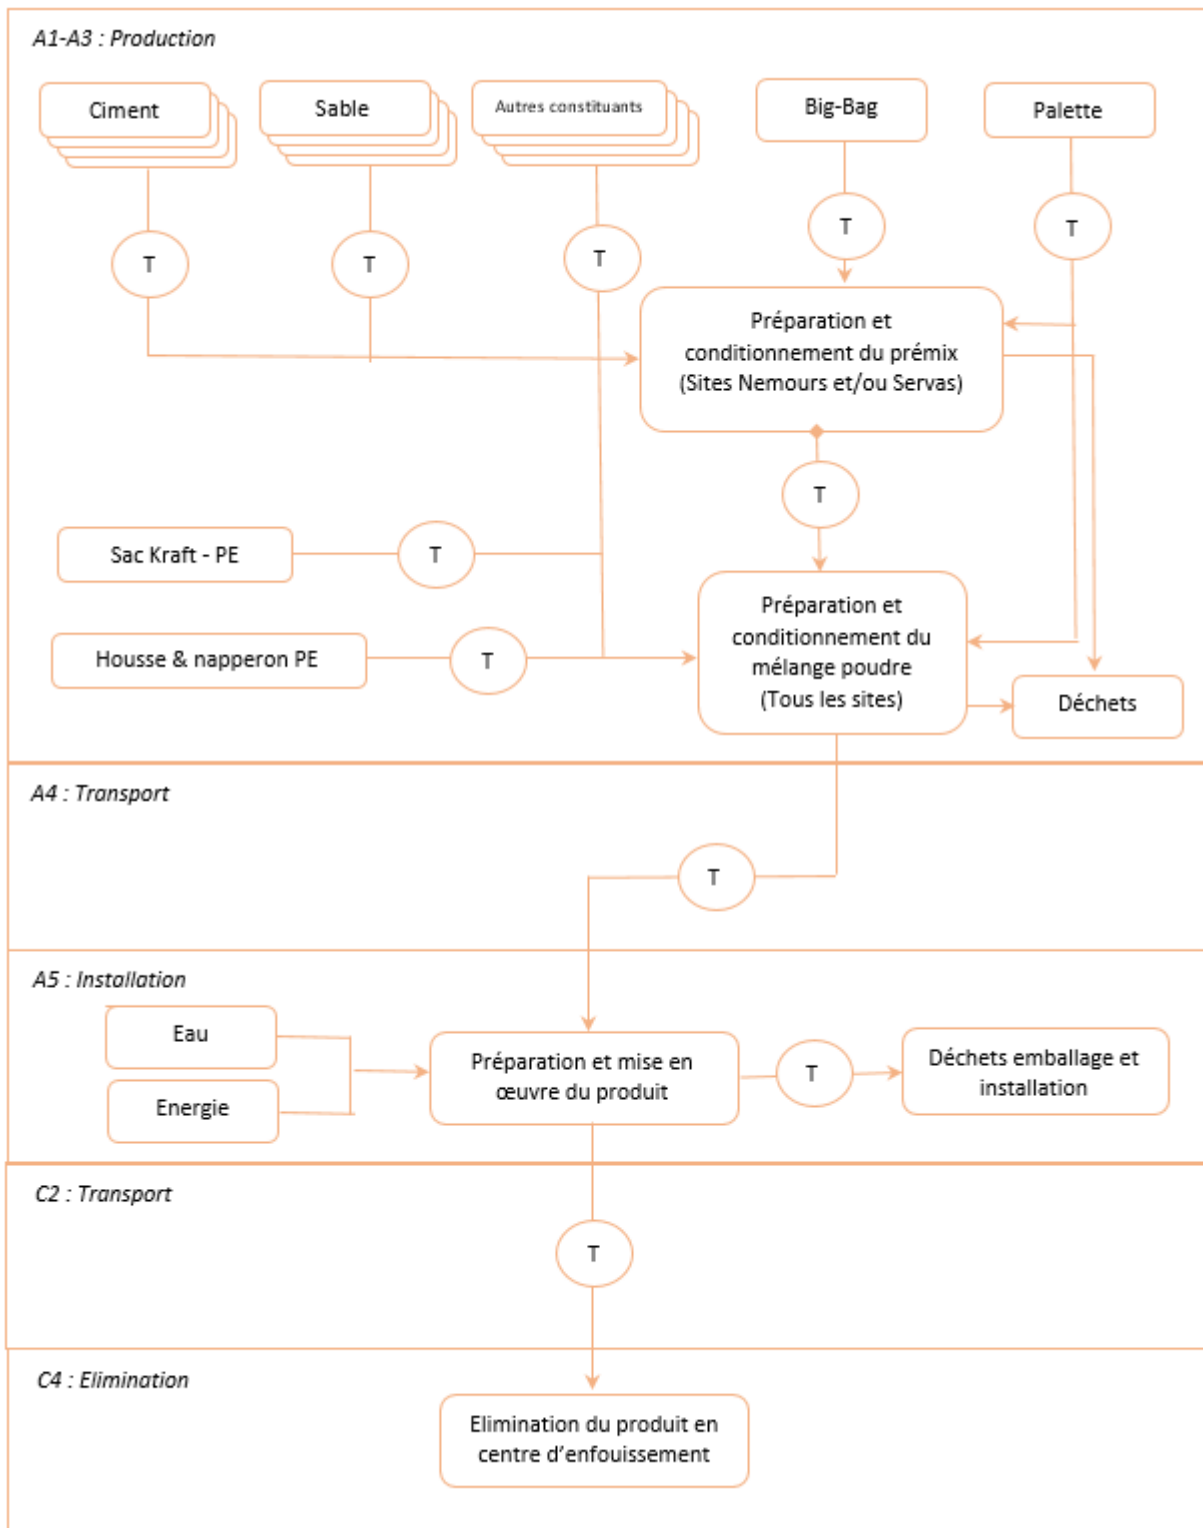 A1-A3 : Production
Ciment
Sable
Autres constituants
Big-Bag
Palette
T
T
T
T
T
Préparation et
conditionnement du prémix
(Sites Nemours et/ou Servas)
T
Sac Kraft - PE
T
Housse & napperon PE
T
Préparation et
conditionnement du
mélange poudre
(Tous les sites)
Déchets
A4 : Transport
T
A5 : Installation
Eau
Energie
Préparation et mise en
œuvre du produit
T
Déchets emballage et
installation
C2 : Transport
T
C4 : Elimination
Elimination du produit en
centre d’enfouissement